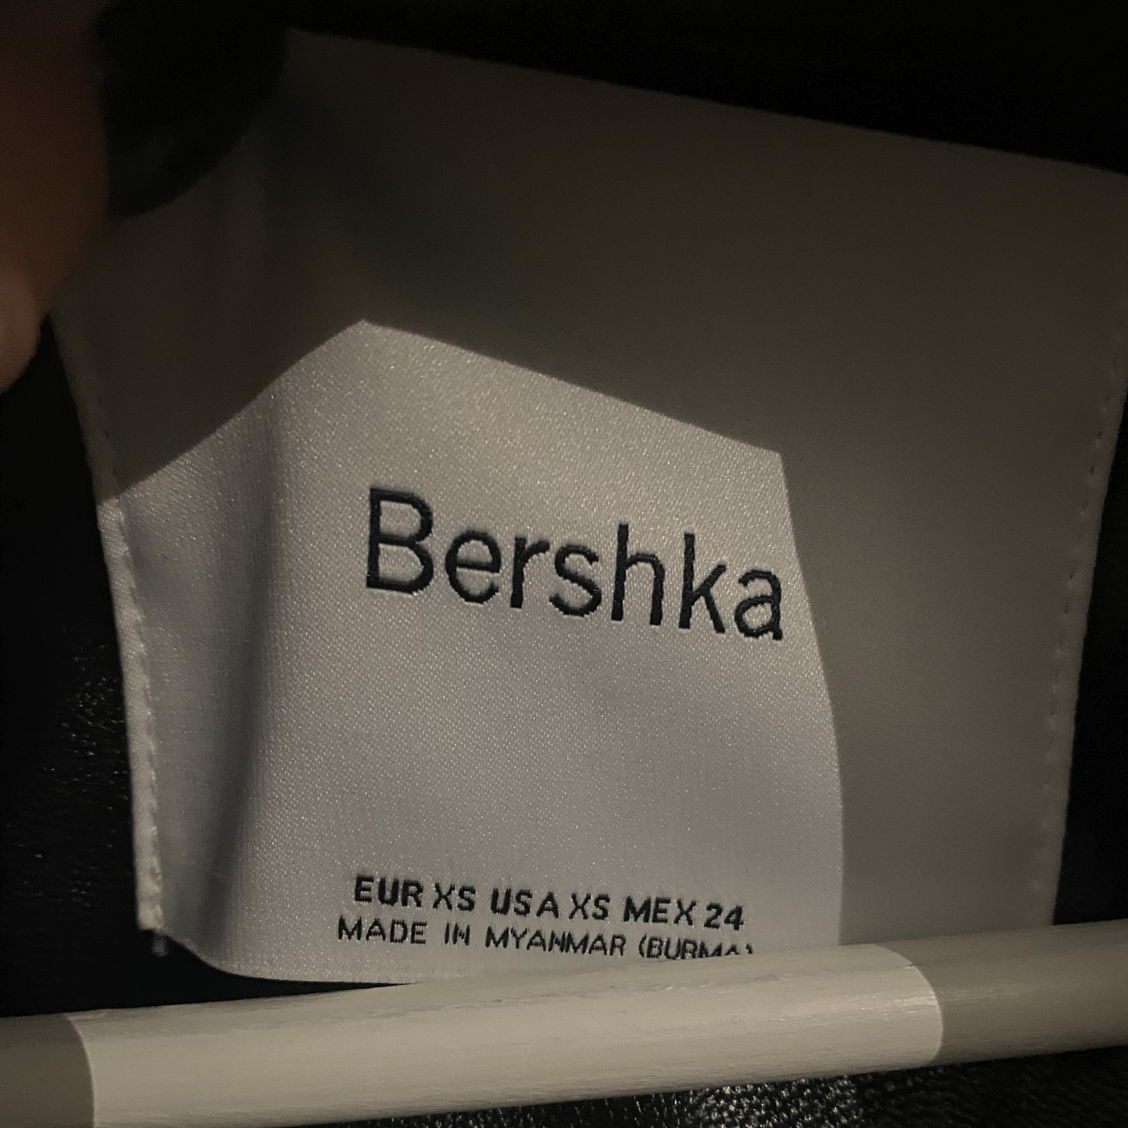 Bershka
EUR XS USA XS MEX 24
MADE IN MYANMAR (BURMA)